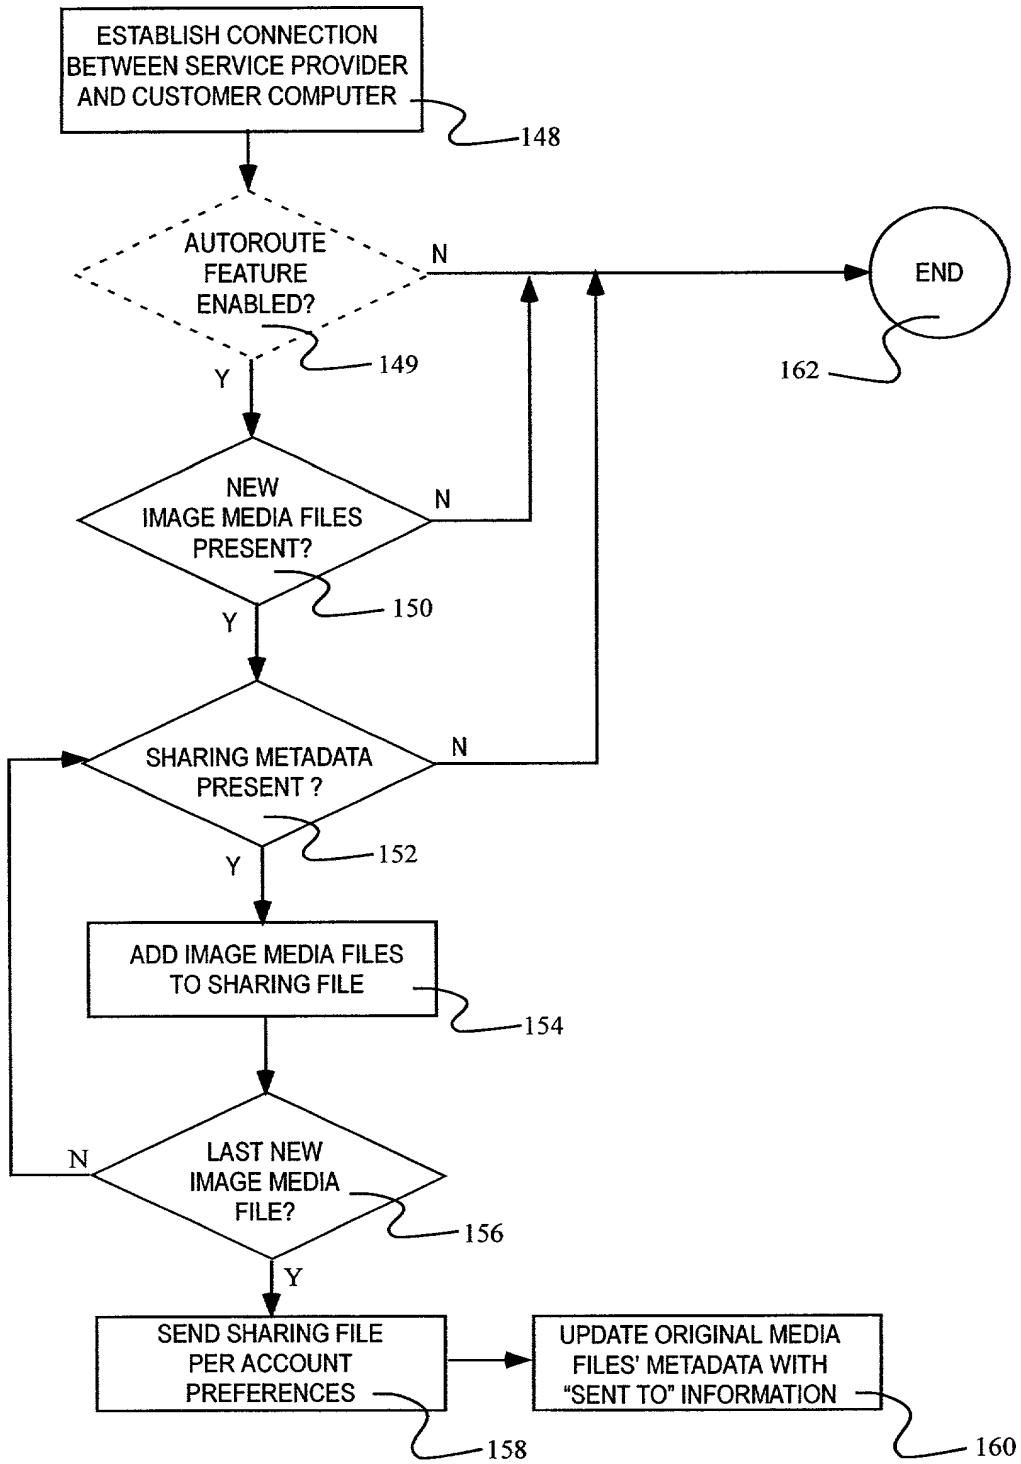 ESTABLISH CONNECTION
BETWEEN SERVICE PROVIDER
AND CUSTOMER COMPUTER
148
AUTOROUTE
FEATURE
ENABLED?
N
149
Y
END
162
NEW
IMAGE MEDIA FILES
PRESENT?
N
150
Y
SHARING METADATA
PRESENT ?
N
152
Y
ADD IMAGE MEDIA FILES
TO SHARING FILE
154
LAST NEW
IMAGE MEDIA
FILE?
N
156
Y
SEND SHARING FILE
PER ACCOUNT
PREFERENCES
158
UPDATE ORIGINAL MEDIA
FILES' METADATA WITH
“SENT TO” INFORMATION
160